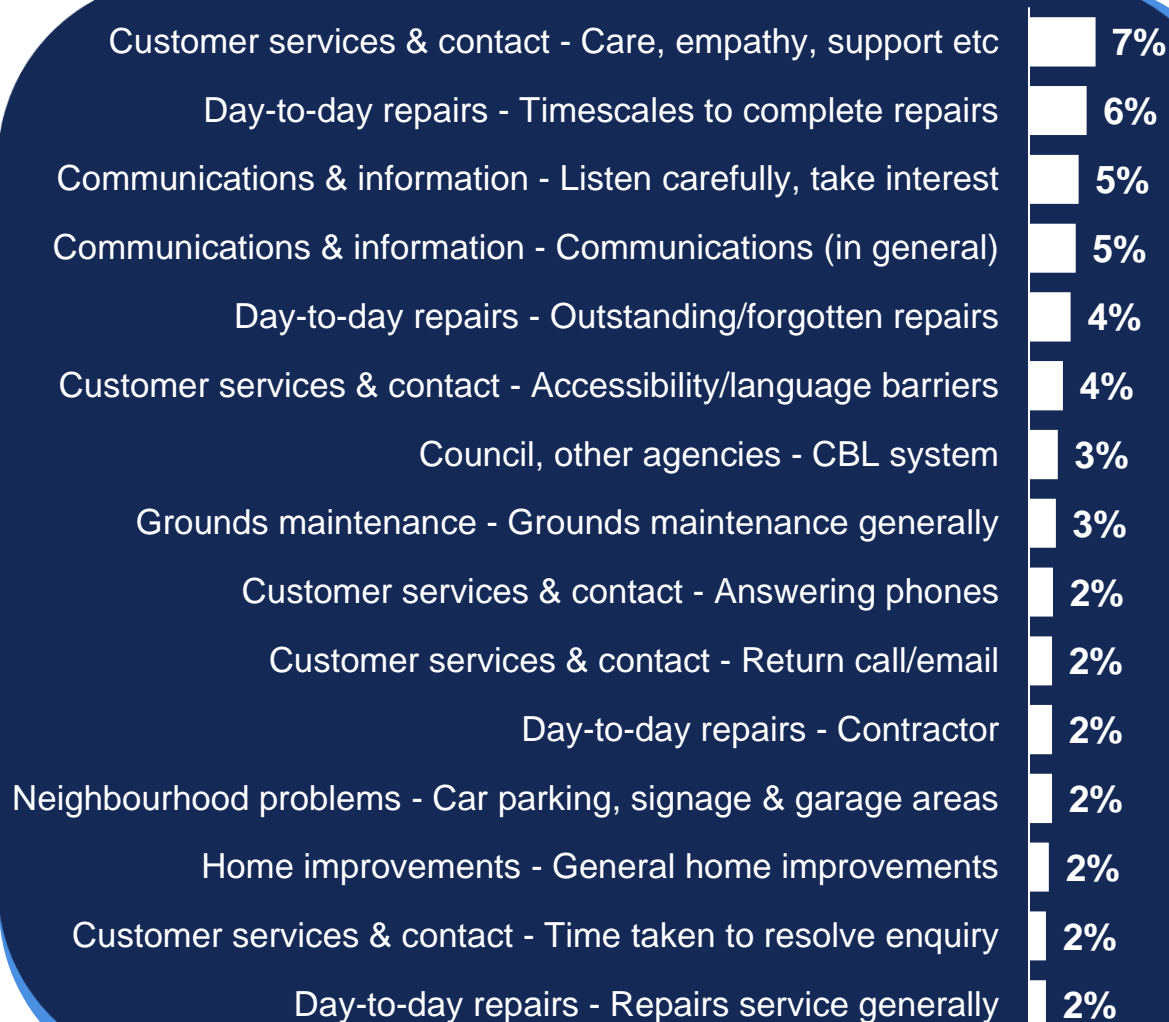 Customer services & contact - Care, empathy, support etc 7%
Day-to-day repairs - Timescales to complete repairs 6%
Communications & information - Listen carefully, take interest 5%
Communications & information - Communications (in general) 5%
Day-to-day repairs - Outstanding/forgotten repairs 4%
Customer services & contact - Accessibility/language barriers 4%
Council, other agencies - CBL system 3%
Grounds maintenance - Grounds maintenance generally 3%
Customer services & contact - Answering phones 2%
Customer services & contact - Return call/email 2%
Day-to-day repairs - Contractor 2%
Neighbourhood problems - Car parking, signage & garage areas 2%
Home improvements - General home improvements 2%
Customer services & contact - Time taken to resolve enquiry 2%
Day-to-day repairs - Repairs service generally 2%